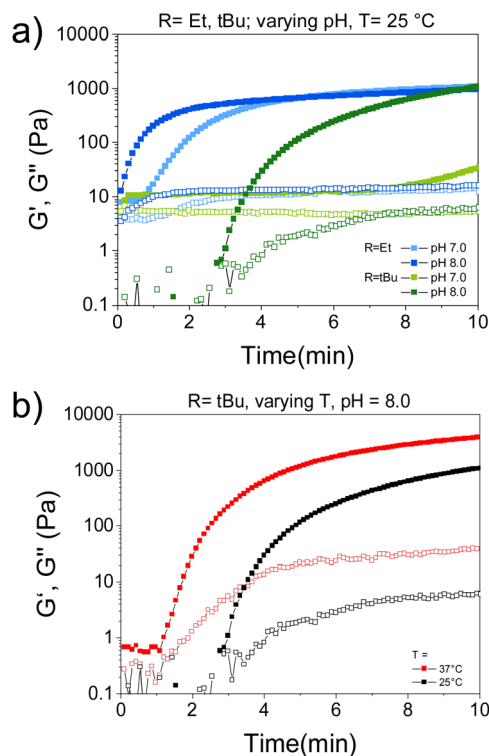 a)
R= Et, tBu; varying pH, T= 25 °C
G', G'' (Pa)
10000
1000
100
10
1
0.1
R=Et
pH 7.0
pH 8.0
R=tBu
pH 7.0
pH 8.0
0 2 4 6 8 10
Time(min)
b)
R= tBu, varying T, pH = 8.0
G‘, G'' (Pa)
10000
1000
100
10
1
0.1
T =
37°C
25°C
0 2 4 6 8 10
Time(min)